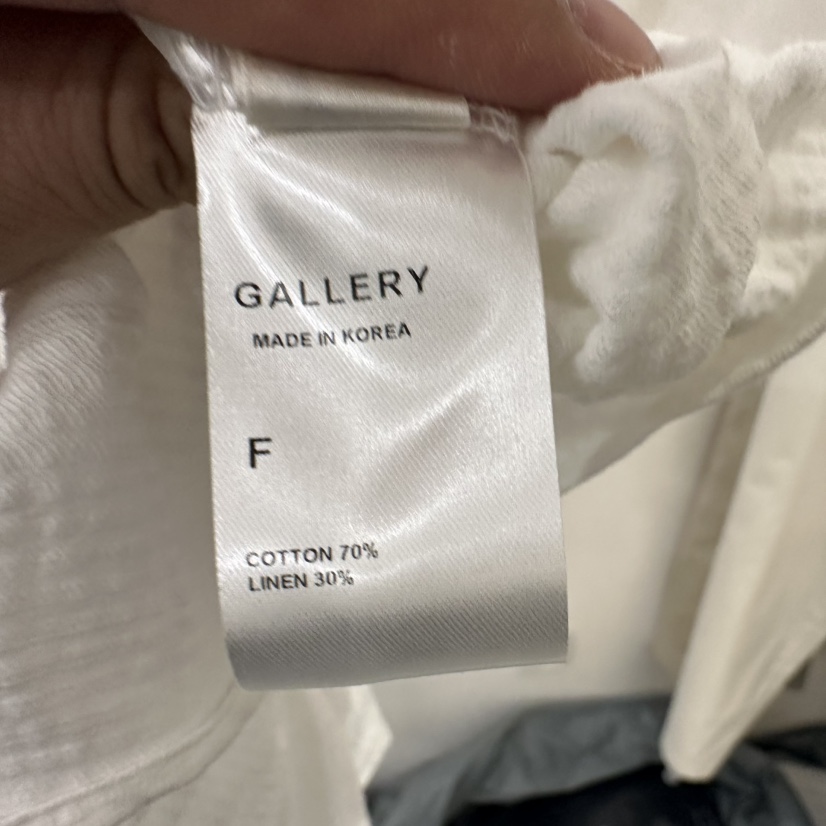 GALLERY
MADE IN KOREA
F
COTTON 70%
LINEN 30%